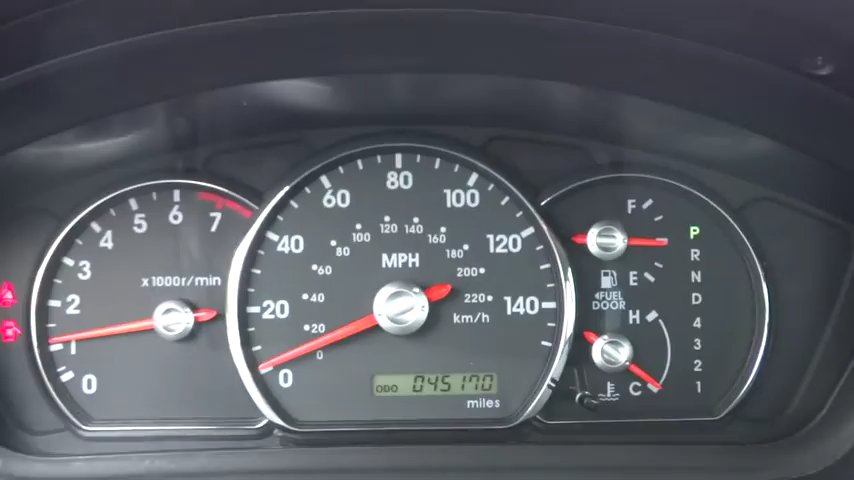 0 1 2 3 4 5 6 7
x1000r/min
0 20 40 60 80 100 120 140
MPH
0 20 40 60 80 100 120 140 160 180 200 220
km/h
ODO 045170
miles
F
E
FUEL
DOOR
H
C
P
R
N
D
4
3
2
1